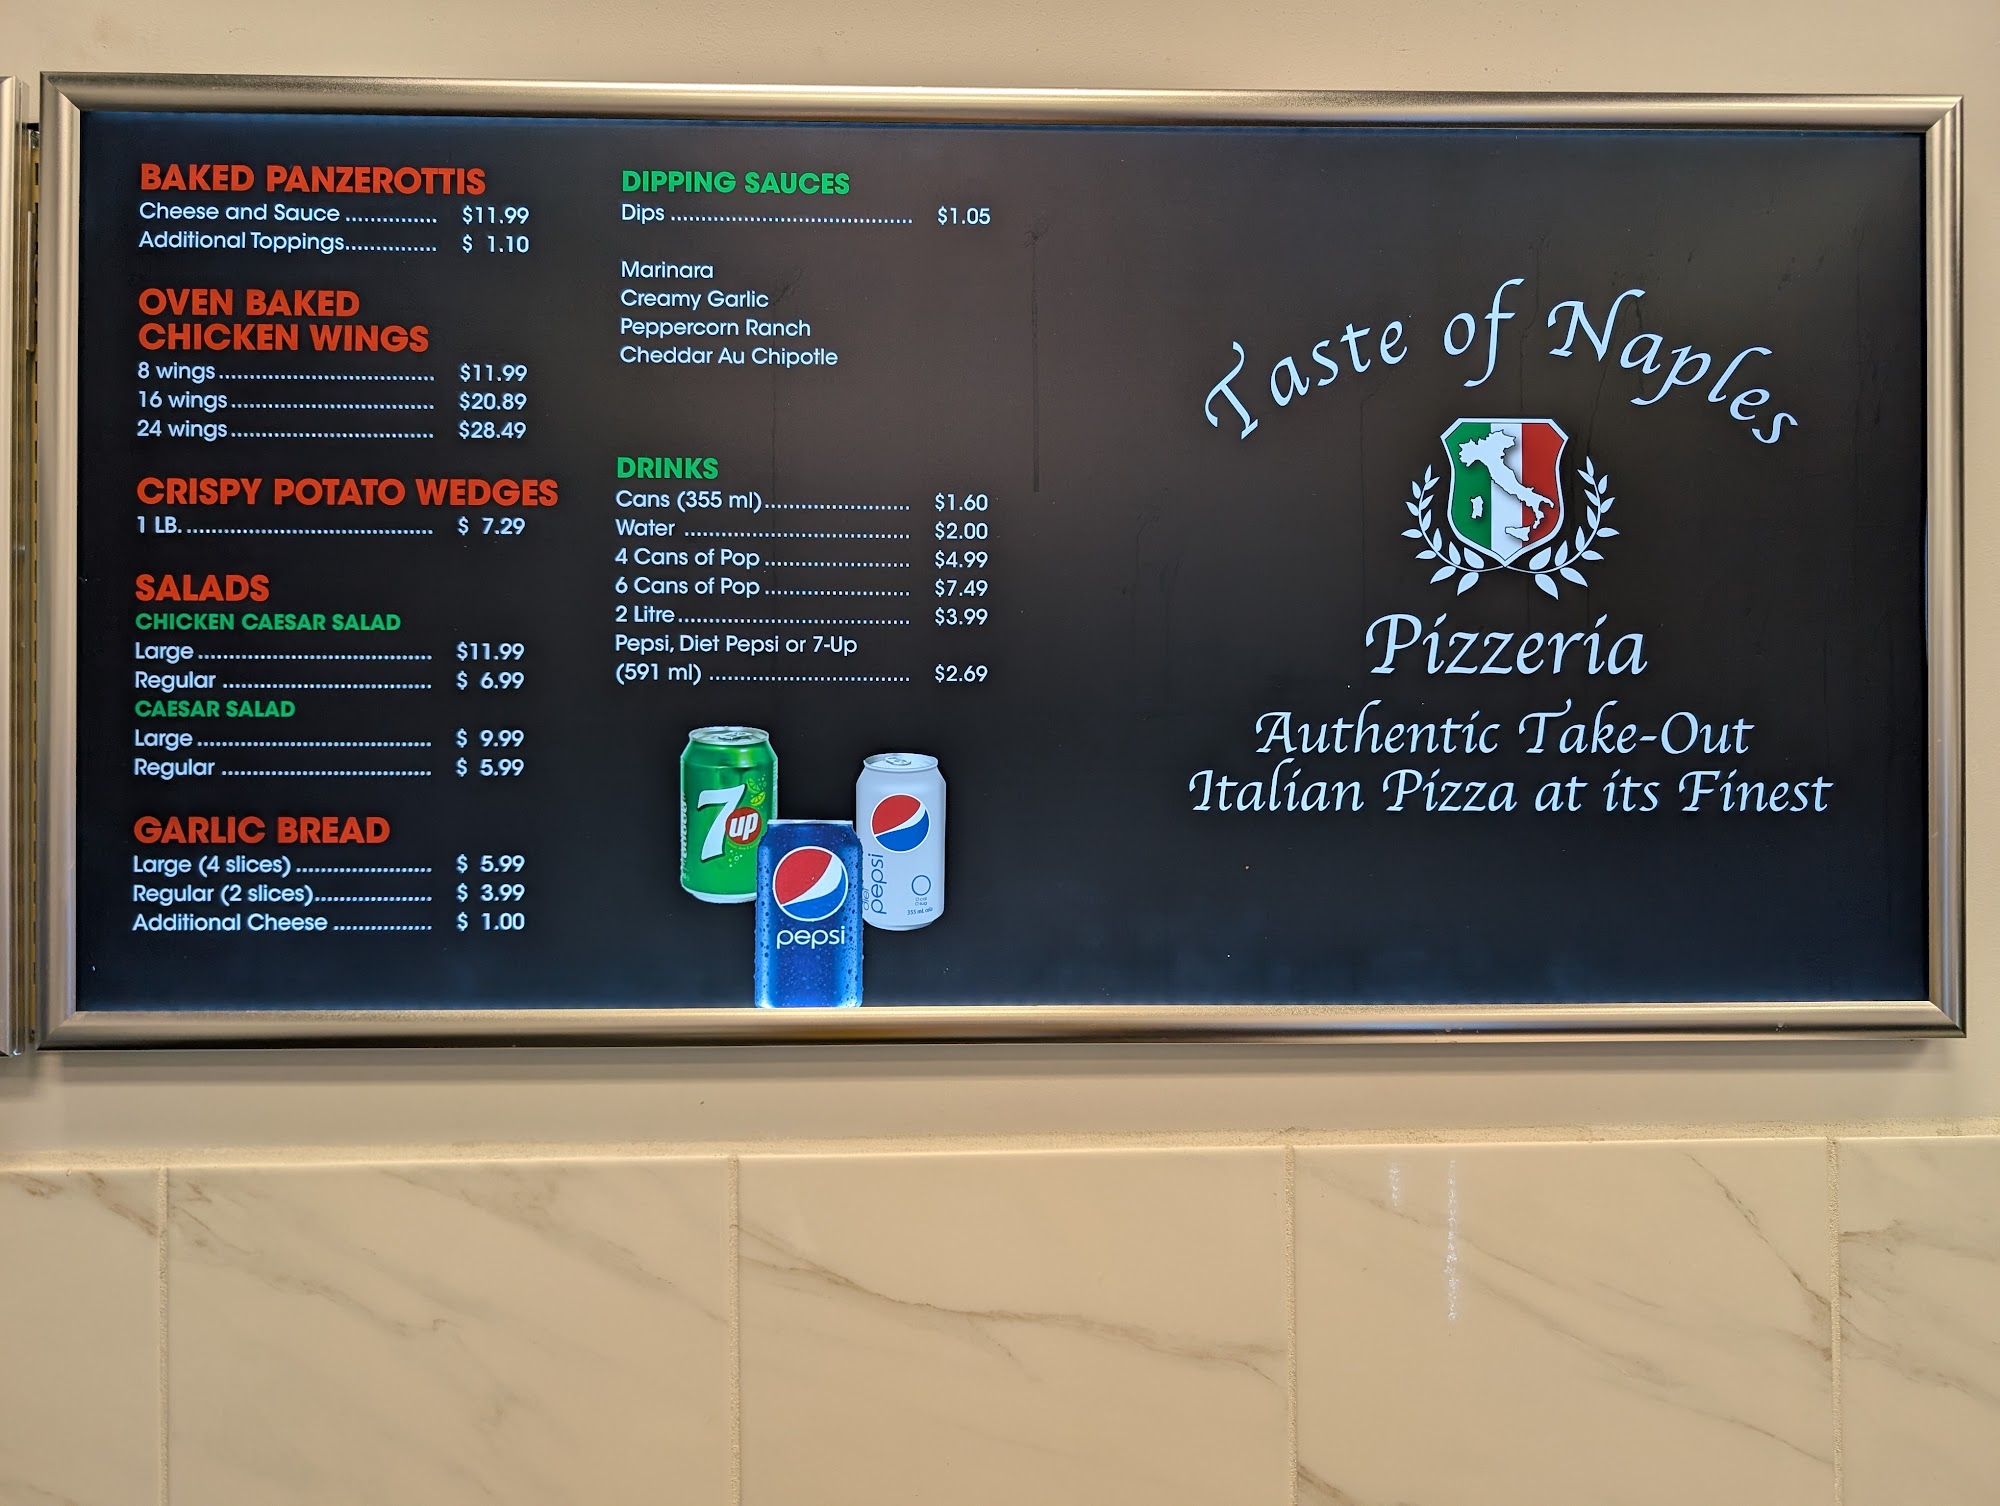 BAKED PANZEROTTIS
Cheese and Sauce ............... $11.99
Additional Toppings............... $ 1.10
OVEN BAKED
CHICKEN WINGS
8 wings................................... $11.99
16 wings................................. $20.89
24 wings................................. $28.49
CRISPY POTATO WEDGES
1 LB. ........................................ $ 7.29
SALADS
CHICKEN CAESAR SALAD
Large ...................................... $11.99
Regular .................................. $ 6.99
CAESAR SALAD
Large ...................................... $ 9.99
Regular .................................. $ 5.99
GARLIC BREAD
Large (4 slices) ...................... $ 5.99
Regular (2 slices)................... $ 3.99
Additional Cheese ................ $ 1.00
DIPPING SAUCES
Dips ....................................... $1.05
Marinara
Creamy Garlic
Peppercorn Ranch
Cheddar Au Chipotle
DRINKS
Cans (355 ml)........................ $1.60
Water ..................................... $2.00
4 Cans of Pop ........................ $4.99
6 Cans of Pop ........................ $7.49
2 Litre...................................... $3.99
Pepsi, Diet Pepsi or 7-Up
(591 ml) ................................. $2.69
7up
pepsi
diet pepsi
355 mL
Taste of Naples
Pizzeria
Authentic Take-Out
Italian Pizza at its Finest